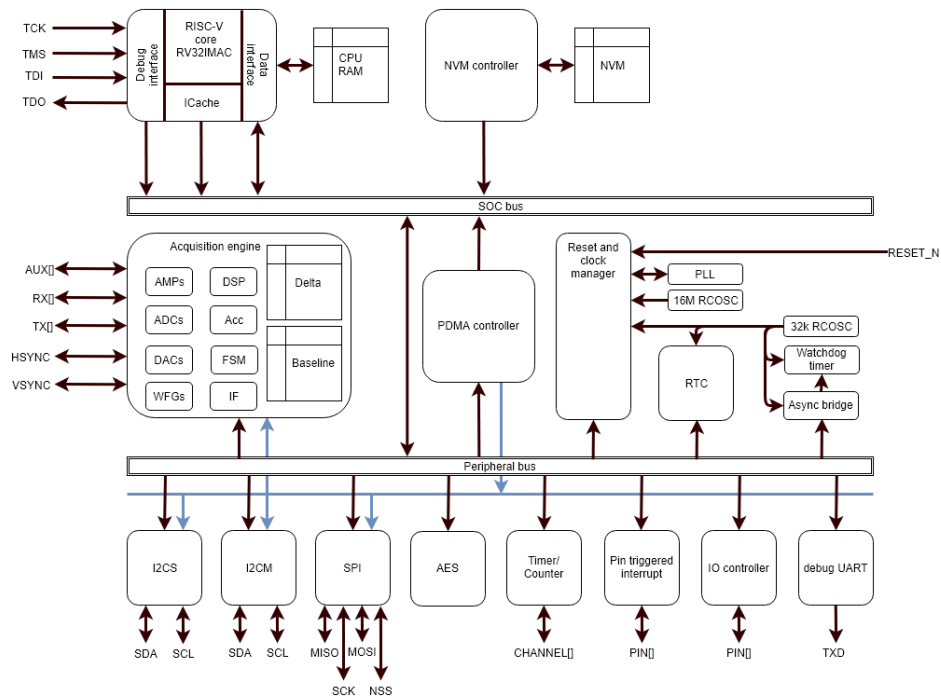 TCK
TMS
TDI
TDO
Debug
interface
RISC-V
core
RV32IMAC
ICache
Data
interface
CPU
RAM
NVM controller
NVM
SOC bus
Acquisition engine
AMPs
DSP
ADCs
Acc
DACs
FSM
WFGs
IF
Delta
Baseline
AUX[]
RX[]
TX[]
HSYNC
VSYNC
PDMA controller
Reset and
clock
manager
RESET_N
PLL
16M RCOSC
32k RCOSC
RTC
Watchdog
timer
Async bridge
Peripheral bus
I2CS
I2CM
SPI
AES
Timer/
Counter
Pin triggered
interrupt
IO controller
debug UART
SDA
SCL
SDA
SCL
MISO
MOSI
CHANNEL[]
PIN[]
PIN[]
TXD
SCK
NSS